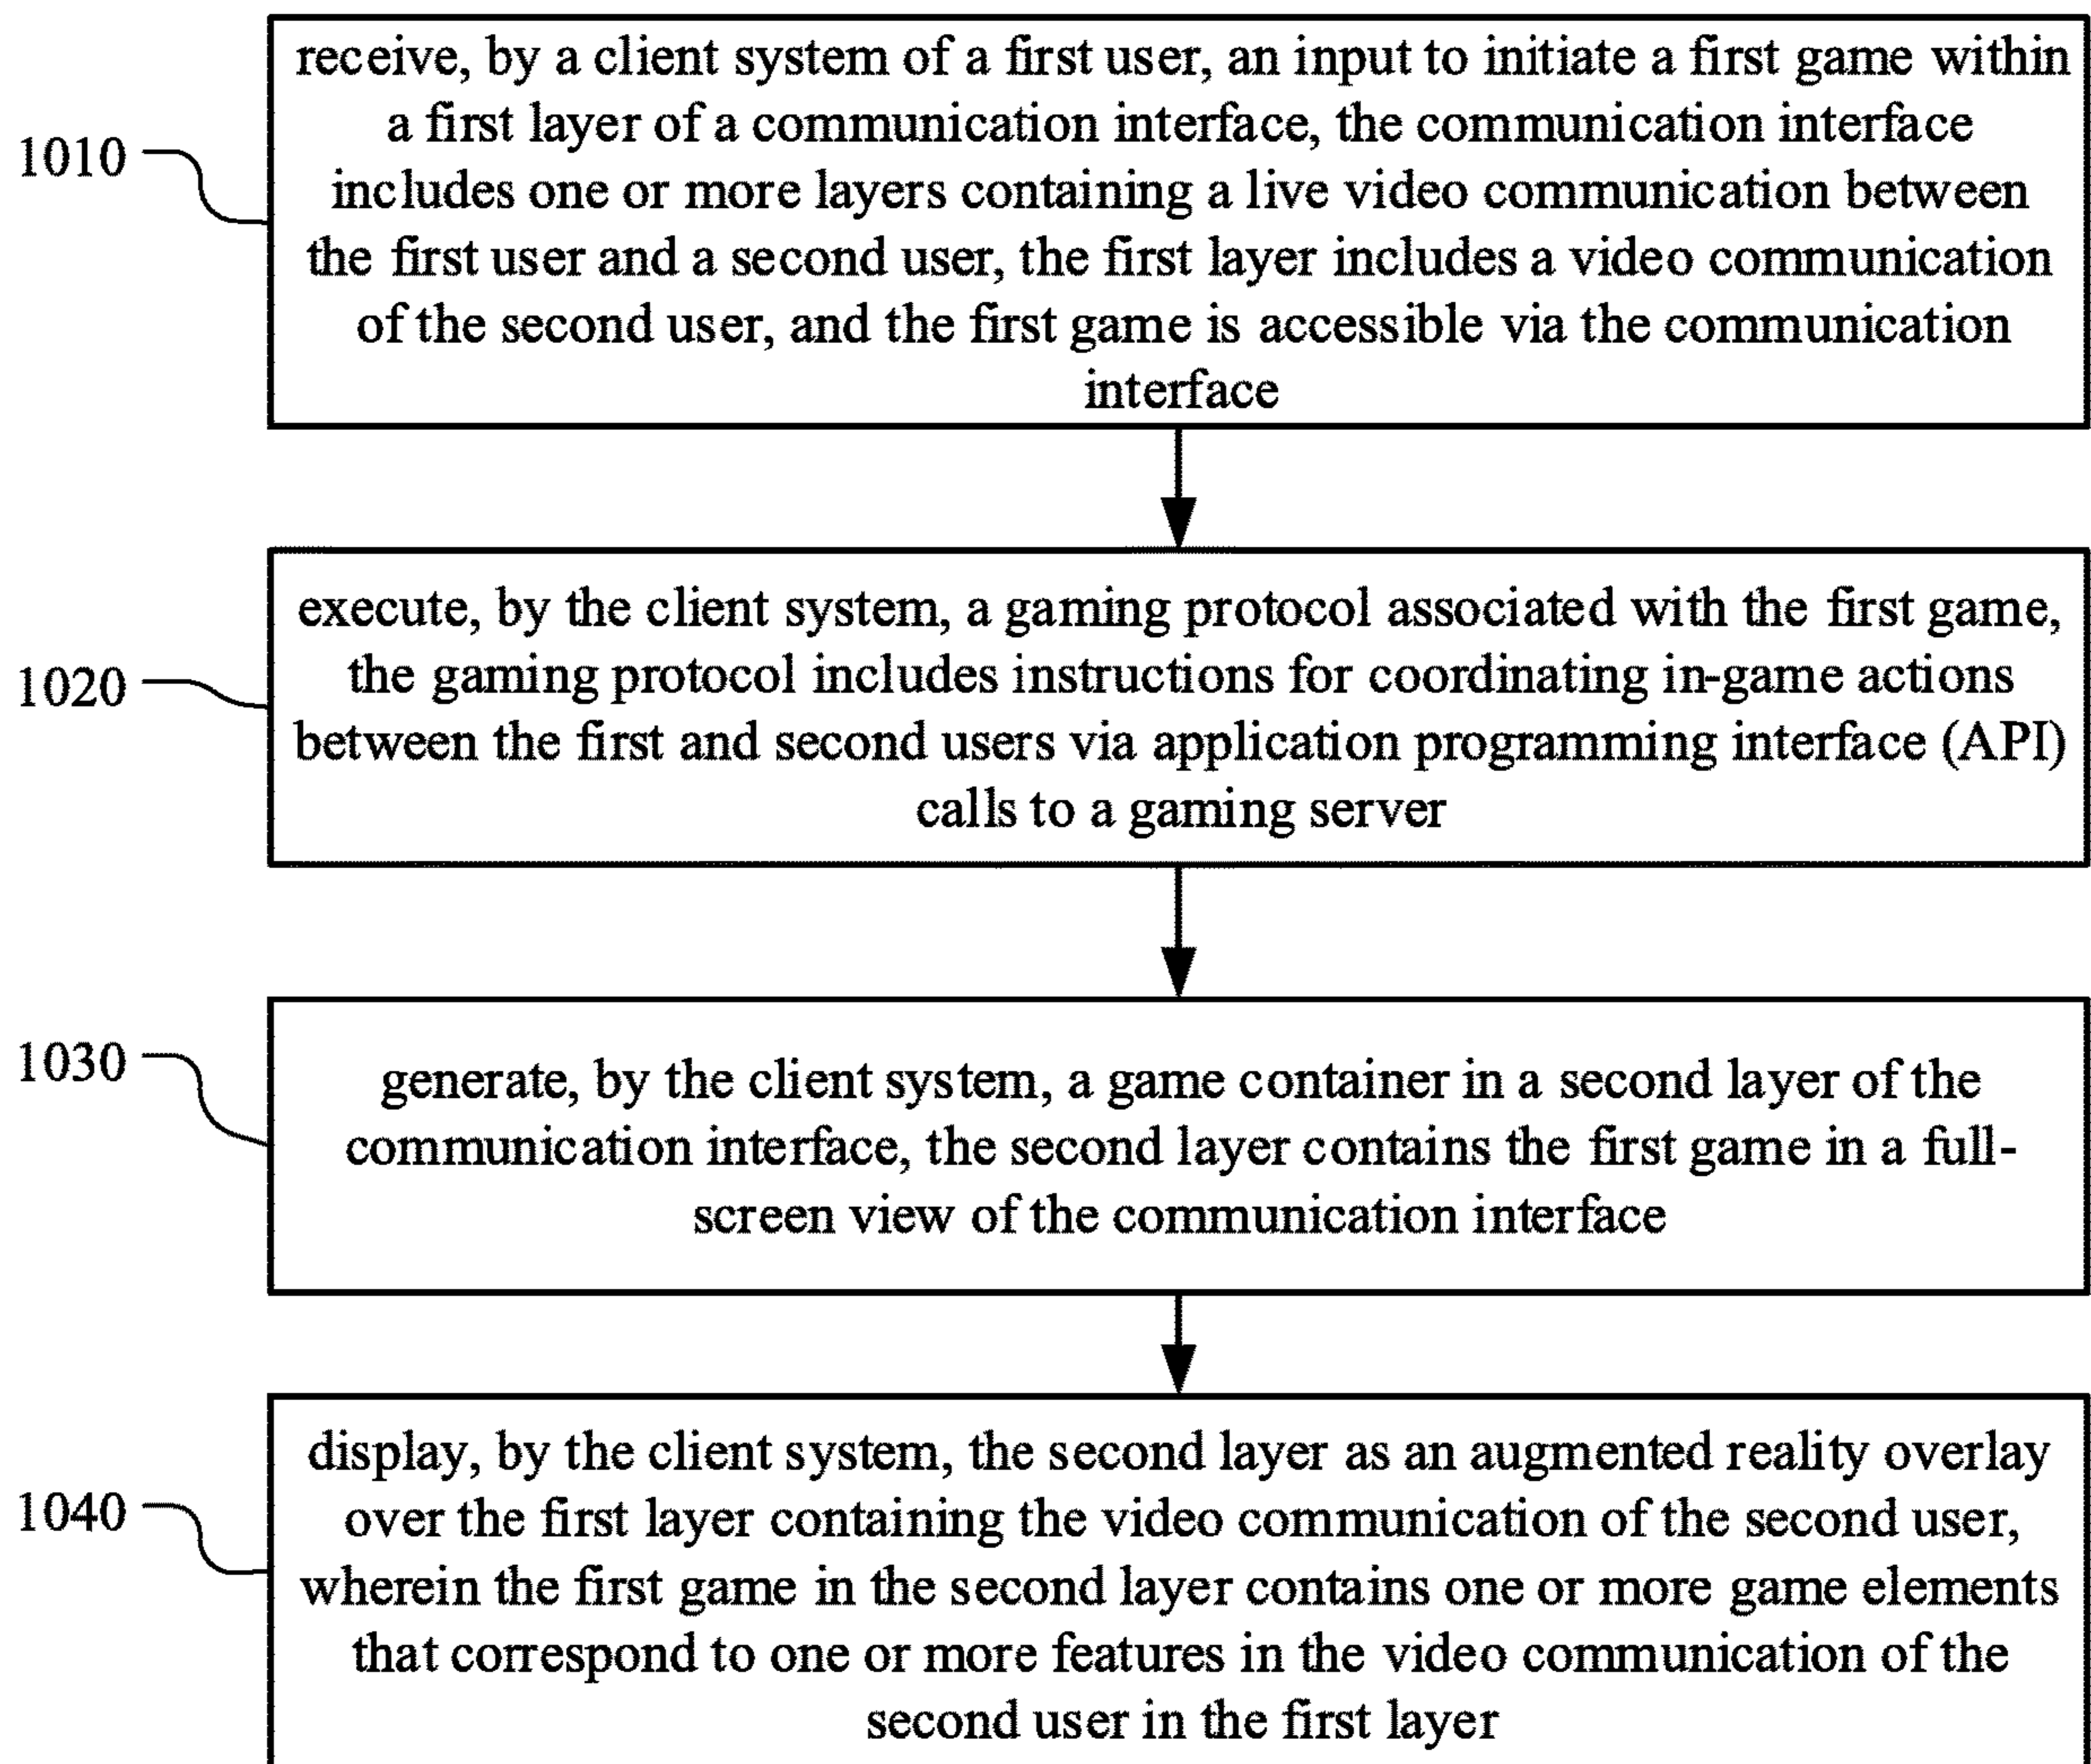 receive, by a client system of a first user, an input to initiate a first game within
a first layer of a communication interface, the communication interface
1010
includes one or more layers containing a live video communication between
the first user and a second user, the first layer includes a video communication
of the second user, and the first game is accessible via the communication
interface
execute, by the client system, a gaming protocol associated with the first game,
the gaming protocol includes instructions for coordinating in-game actions
1020
between the first and second users via application programming interface (API)
calls to a gaming server
1030
generate, by the client system, a game container in a second layer of the
communication interface, the second layer contains the first game in a full-
screen view of the communication interface
display, by the client system, the second layer as an augmented reality overlay
1040
over the first layer containing the video communication of the second user,
wherein the first game in the second layer contains one or more game elements
that correspond to one or more features in the video communication of the
second user in the first layer